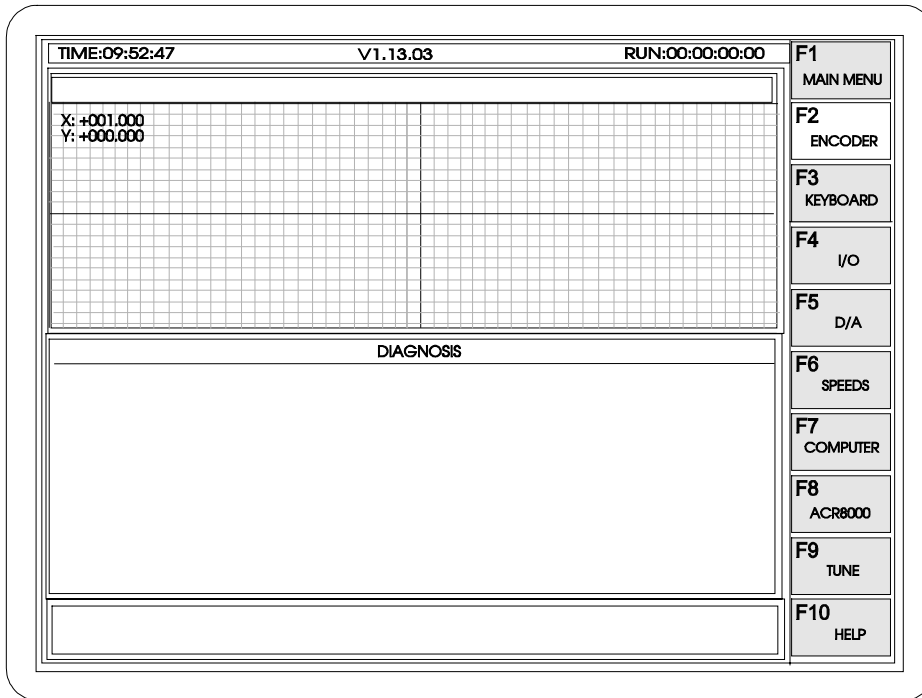 TIME:09:52:47
V1.13.03
RUN:00:00:00:00
X: +001.000
Y: +000.000
DIAGNOSIS
F1
MAIN MENU
F2
ENCODER
F3
KEYBOARD
F4
I/O
F5
D/A
F6
SPEEDS
F7
COMPUTER
F8
ACR8000
F9
TUNE
F10
HELP